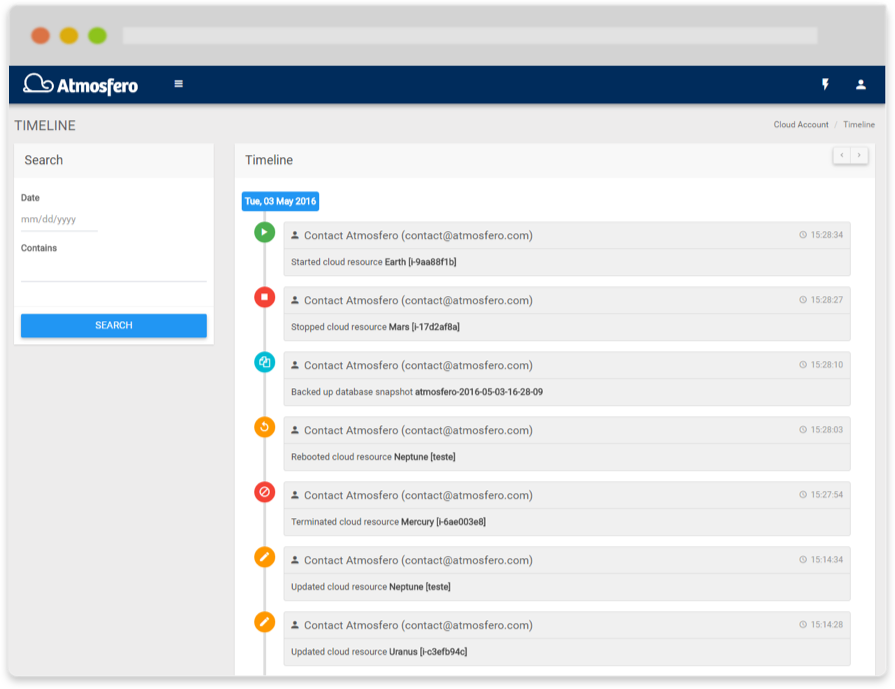 Atmosfero
TIMELINE
Cloud Account / Timeline
Search
Date
mm/dd/yyyy
Contains
SEARCH
Timeline
Tue, 03 May 2016
Contact Atmosfero (contact@atmosfero.com) 15:28:34
Started cloud resource Earth [i-9aa88f1b]
Contact Atmosfero (contact@atmosfero.com) 15:28:27
Stopped cloud resource Mars [i-17d2af8a]
Contact Atmosfero (contact@atmosfero.com) 15:28:10
Backed up database snapshot atmosfero-2016-05-03-16-28-09
Contact Atmosfero (contact@atmosfero.com) 15:28:03
Rebooted cloud resource Neptune [teste]
Contact Atmosfero (contact@atmosfero.com) 15:27:54
Terminated cloud resource Mercury [i-6ae003e8]
Contact Atmosfero (contact@atmosfero.com) 15:14:34
Updated cloud resource Neptune [teste]
Contact Atmosfero (contact@atmosfero.com) 15:14:28
Updated cloud resource Uranus [i-c3efb94c]